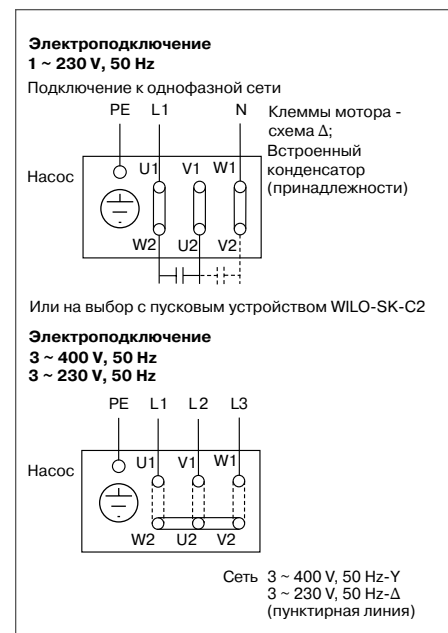 Электроподключение
1 ~ 230 V, 50 Hz
Подключение к однофазной сети
PE L1 N
Клеммы мотора -
схема Δ;
Встроенный
конденсатор
(принадлежности)
Насос
U1 V1 W1
W2 U2 V2
Или на выбор с пусковым устройством WILO-SK-C2
Электроподключение
3 ~ 400 V, 50 Hz
3 ~ 230 V, 50 Hz
PE L1 L2 L3
Насос
U1 V1 W1
W2 U2 V2
Сеть 3 ~ 400 V, 50 Hz-Y
3 ~ 230 V, 50 Hz-Δ
(пунктирная линия)